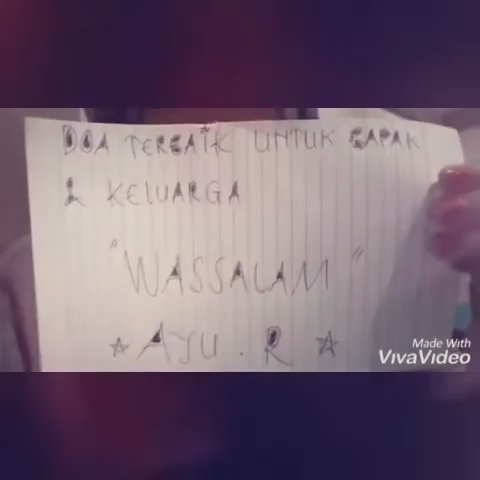 DOA TERBAIK UNTUK BAPAK
& KELUARGA
"WASSALAM"
☆ AYU . R ☆
Made With
VivaVideo